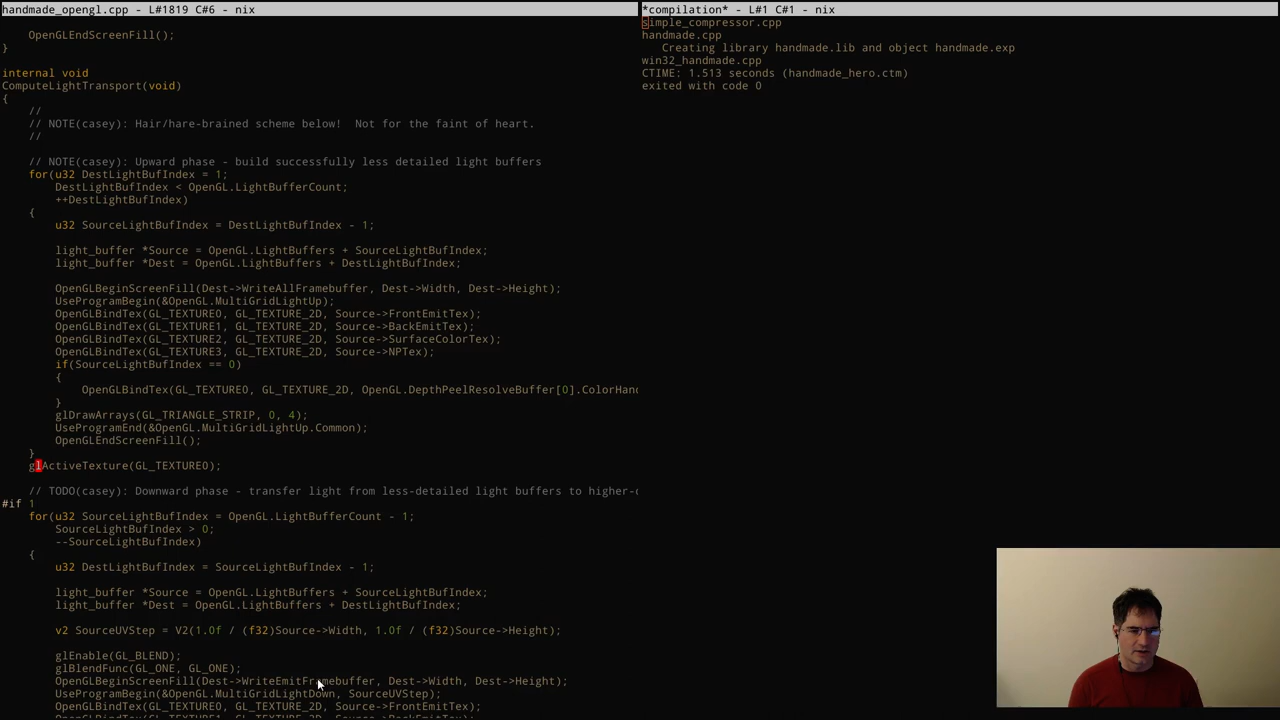 handmade_opengl.cpp - L#1819 C#6 - nix
OpenGLEndScreenFill();
}
internal void
ComputeLightTransport(void)
{
//
// NOTE(casey): Hair/hare-brained scheme below!  Not for the faint of heart.
//
// NOTE(casey): Upward phase - build successfully less detailed light buffers
for(u32 DestLightBufIndex = 1;
DestLightBufIndex < OpenGL.LightBufferCount;
++DestLightBufIndex)
{
u32 SourceLightBufIndex = DestLightBufIndex - 1;
light_buffer *Source = OpenGL.LightBuffers + SourceLightBufIndex;
light_buffer *Dest = OpenGL.LightBuffers + DestLightBufIndex;
OpenGLBeginScreenFill(Dest->WriteAllFramebuffer, Dest->Width, Dest->Height);
UseProgramBegin(&OpenGL.MultiGridLightUp);
OpenGLBindTex(GL_TEXTURE0, GL_TEXTURE_2D, Source->FrontEmitTex);
OpenGLBindTex(GL_TEXTURE1, GL_TEXTURE_2D, Source->BackEmitTex);
OpenGLBindTex(GL_TEXTURE2, GL_TEXTURE_2D, Source->SurfaceColorTex);
OpenGLBindTex(GL_TEXTURE3, GL_TEXTURE_2D, Source->NPTex);
if(SourceLightBufIndex == 0)
{
OpenGLBindTex(GL_TEXTURE0, GL_TEXTURE_2D, OpenGL.DepthPeelResolveBuffer[0].ColorHand
}
glDrawArrays(GL_TRIANGLE_STRIP, 0, 4);
UseProgramEnd(&OpenGL.MultiGridLightUp.Common);
OpenGLEndScreenFill();
}
glActiveTexture(GL_TEXTURE0);
// TODO(casey): Downward phase - transfer light from less-detailed light buffers to higher-d
#if 1
for(u32 SourceLightBufIndex = OpenGL.LightBufferCount - 1;
SourceLightBufIndex > 0;
--SourceLightBufIndex)
{
u32 DestLightBufIndex = SourceLightBufIndex - 1;
light_buffer *Source = OpenGL.LightBuffers + SourceLightBufIndex;
light_buffer *Dest = OpenGL.LightBuffers + DestLightBufIndex;
v2 SourceUVStep = V2(1.0f / (f32)Source->Width, 1.0f / (f32)Source->Height);
glEnable(GL_BLEND);
glBlendFunc(GL_ONE, GL_ONE);
OpenGLBeginScreenFill(Dest->WriteEmitFramebuffer, Dest->Width, Dest->Height);
UseProgramBegin(&OpenGL.MultiGridLightDown, SourceUVStep);
OpenGLBindTex(GL_TEXTURE0, GL_TEXTURE_2D, Source->FrontEmitTex);
OpenGLBindTex(GL_TEXTURE1, GL_TEXTURE_2D, Source->BackEmitTex);
*compilation* - L#1 C#1 - nix
simple_compressor.cpp
handmade.cpp
Creating library handmade.lib and object handmade.exp
win32_handmade.cpp
CTIME: 1.513 seconds (handmade_hero.ctm)
exited with code 0